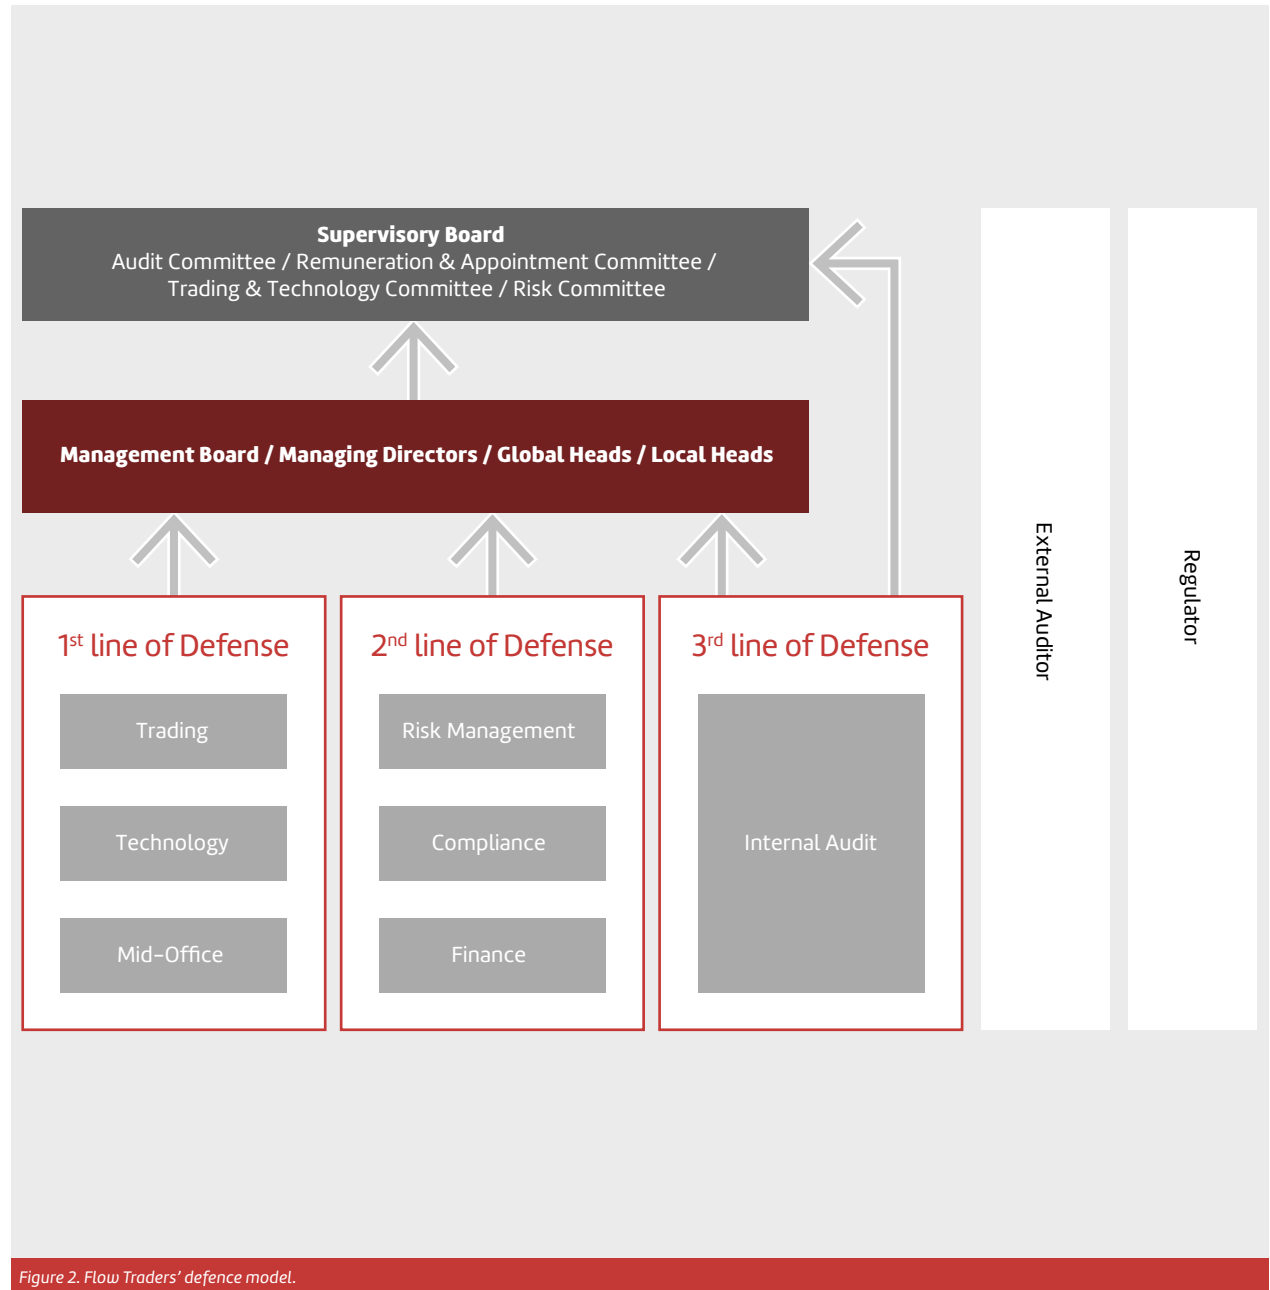 Supervisory Board
Audit Committee / Remuneration & Appointment Committee /
Trading & Technology Committee / Risk Committee
Management Board / Managing Directors / Global Heads / Local Heads
1st line of Defense
Trading
Technology
Mid-Office
2nd line of Defense
Risk Management
Compliance
Finance
3rd line of Defense
Internal Audit
External Auditor
Regulator
Figure 2. Flow Traders’ defence model.